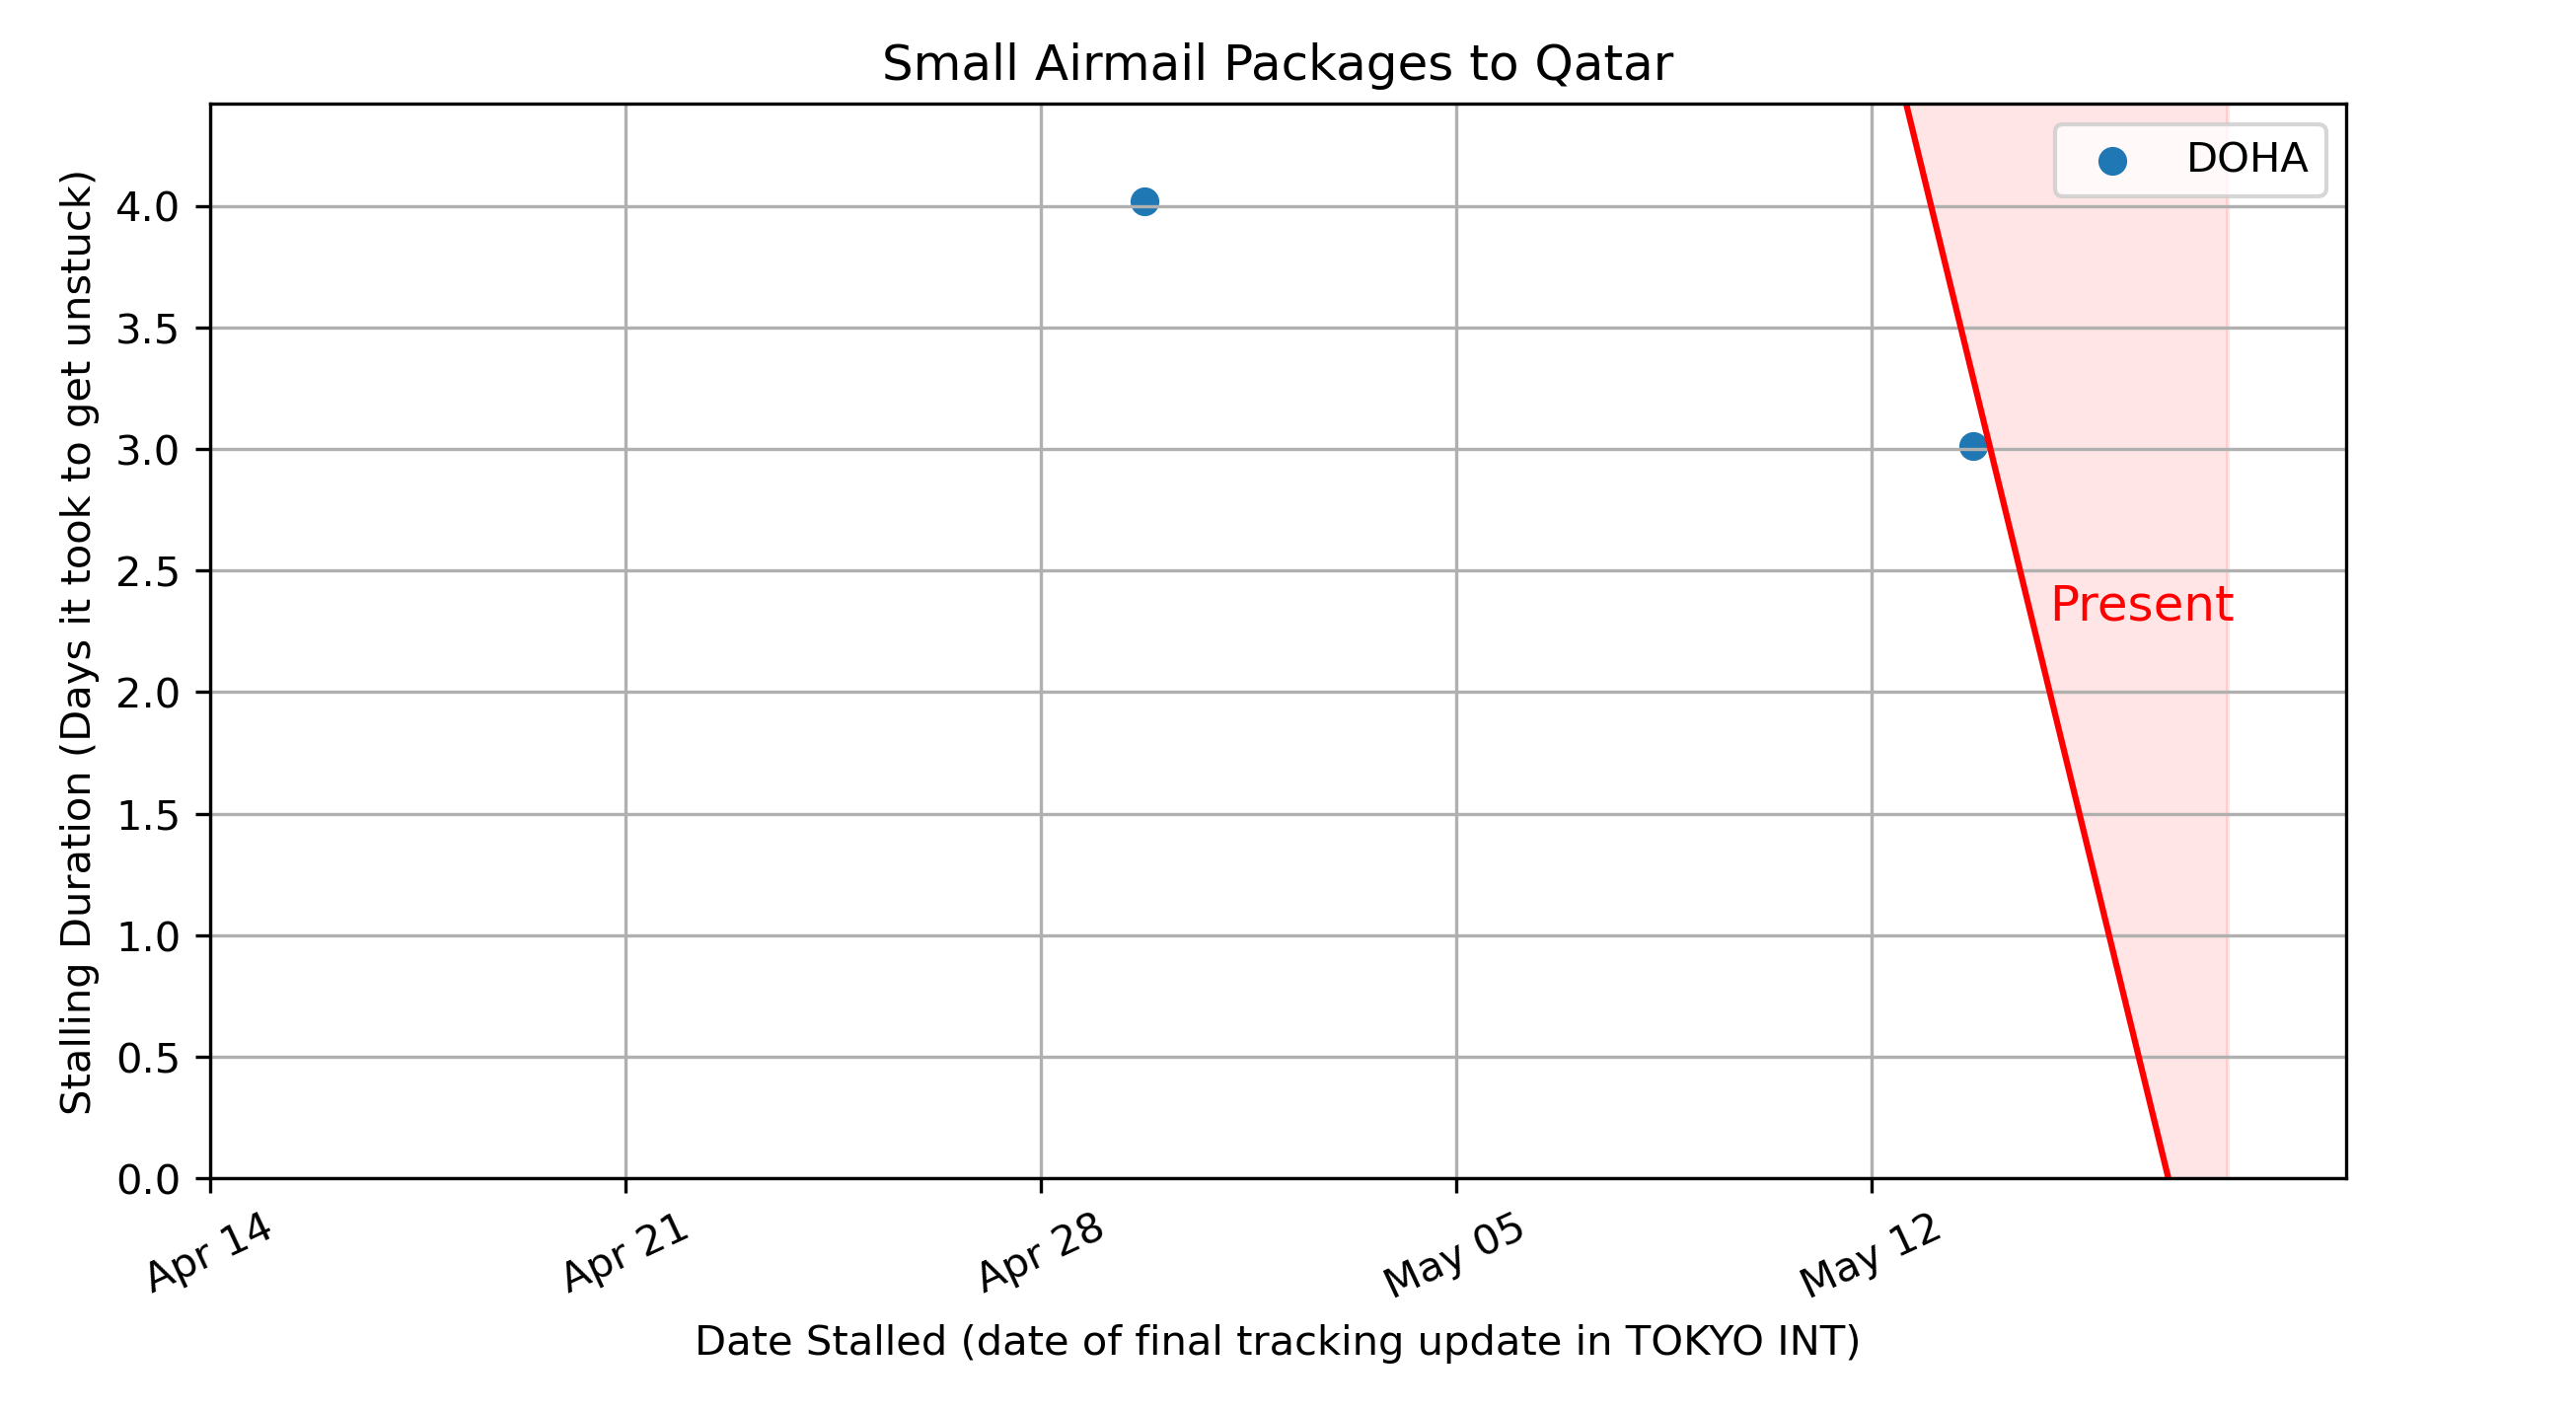 Small Airmail Packages to Qatar
DOHA
Stalling Duration (Days it took to get unstuck)
4.0
3.5
3.0
2.5
2.0
1.5
1.0
0.5
0.0
Present
Apr 14
Apr 21
Apr 28
May 05
May 12
Date Stalled (date of final tracking update in TOKYO INT)